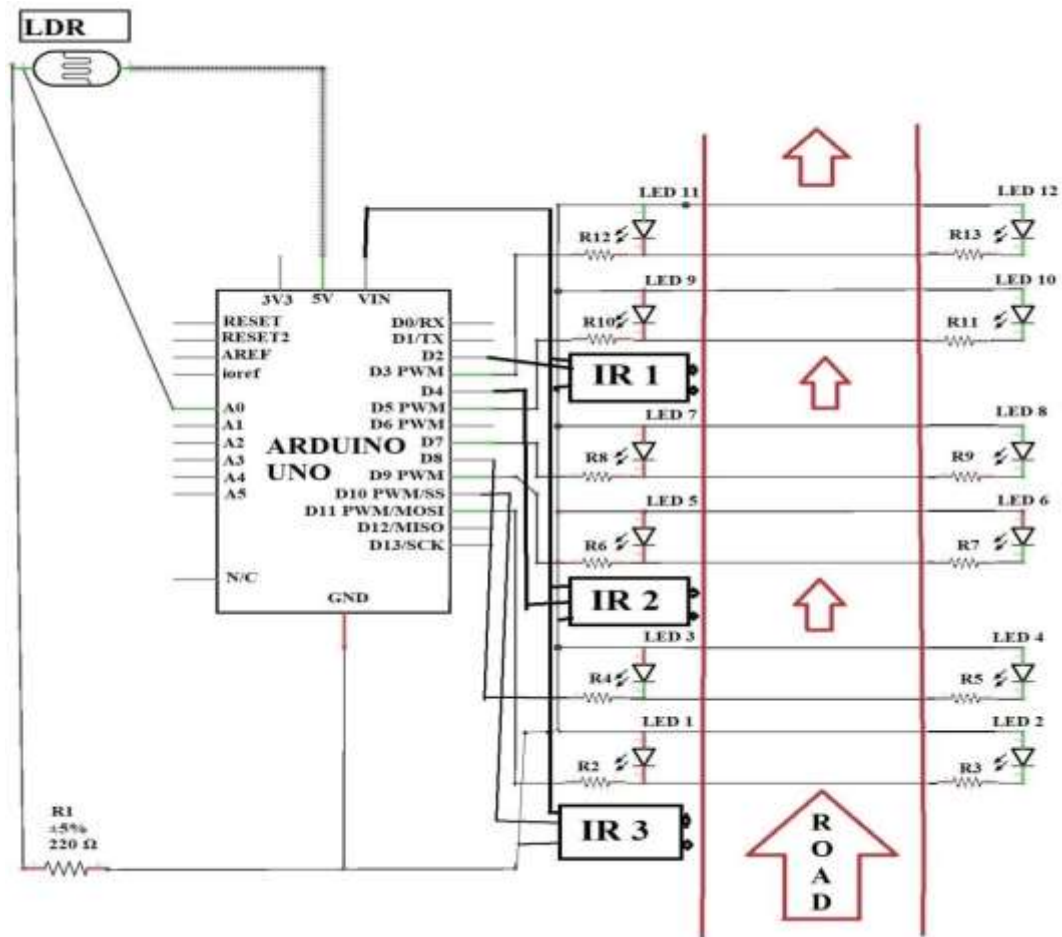 LDR
LED 11
LED 12
R12
R13
LED 9
LED 10
3V3
5V
VIN
R10
R11
RESET
D0/RX
RESET2
D1/TX
AREF
D2
ioref
D3 PWM
IR 1
D4
A0
D5 PWM
LED 7
LED 8
A1
D6 PWM
A2
D7
ARDUINO
UNO
R8
R9
A3
D8
A4
D9 PWM
A5
D10 PWM/SS
LED 5
LED 6
D11 PWM/MOSI
D12/MISO
D13/SCK
R6
R7
N/C
GND
IR 2
LED 3
LED 4
R4
R5
LED 1
LED 2
R2
R3
R1
±5%
220 Ω
IR 3
ROAD